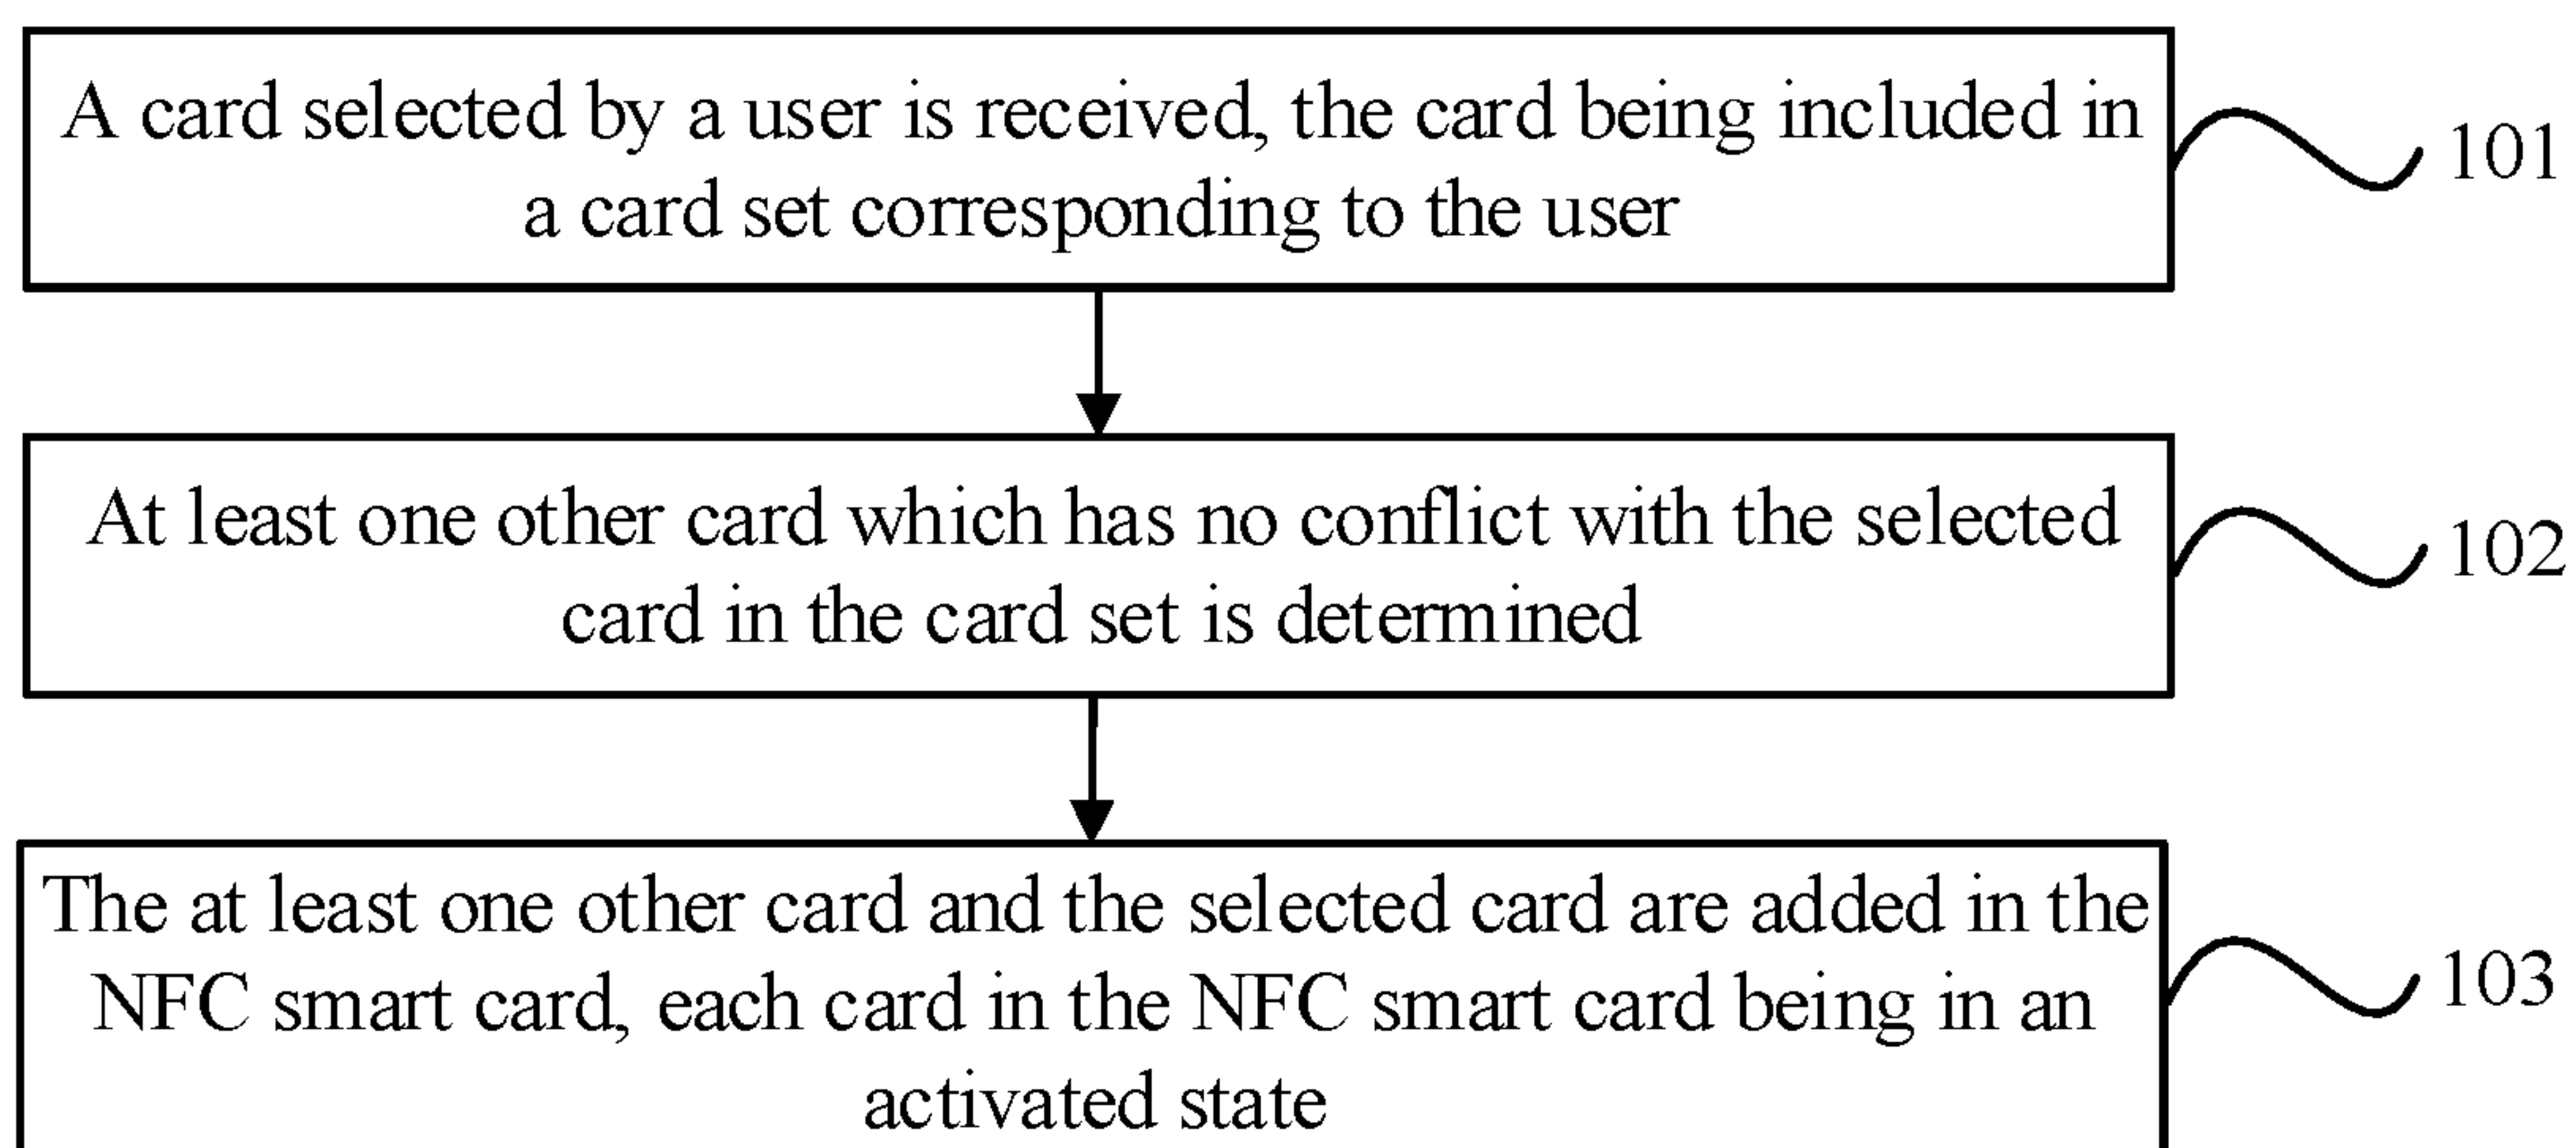 A card selected by a user is received, the card being included in
a card set corresponding to the user
101
At least one other card which has no conflict with the selected
card in the card set is determined
102
The at least one other card and the selected card are added in the
NFC smart card, each card in the NFC smart card being in an
activated state
103